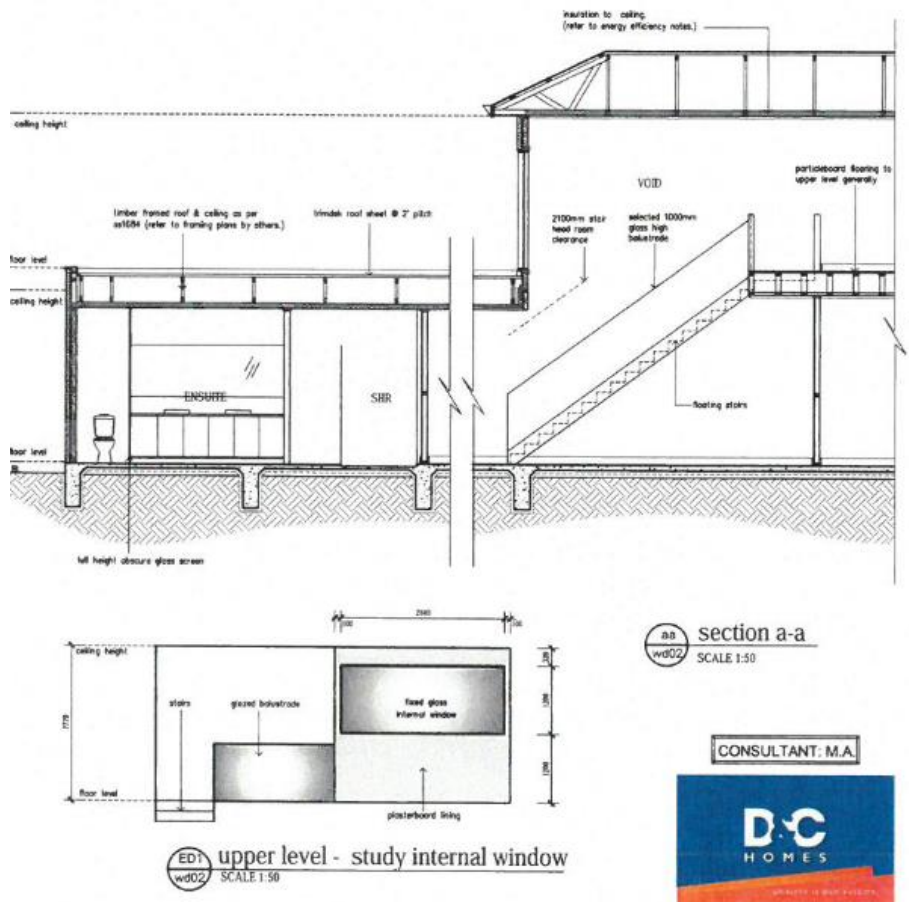 insulation to ceiling.
(refer to energy efficiency notes.)
ceiling height
particleboard flooring to
upper level generally
VOID
timber framed roof & ceiling as per
as1684 (refer to framing plans by others.)
trimdek roof sheet @ 2° pitch
2100mm stair
head room
clearance
selected 1000mm
glass high
balustrade
floor level
ceiling height
ENSUITE
SHR
floating stairs
floor level
full height obscure glass screen
aa
wd02
section a-a
SCALE 1:50
ceiling height
stairs
glazed balustrade
fixed glass
internal window
1200
1200
floor level
plasterboard lining
ED1
wd02
upper level - study internal window
SCALE 1:50
CONSULTANT: M.A.
D&C
HOMES